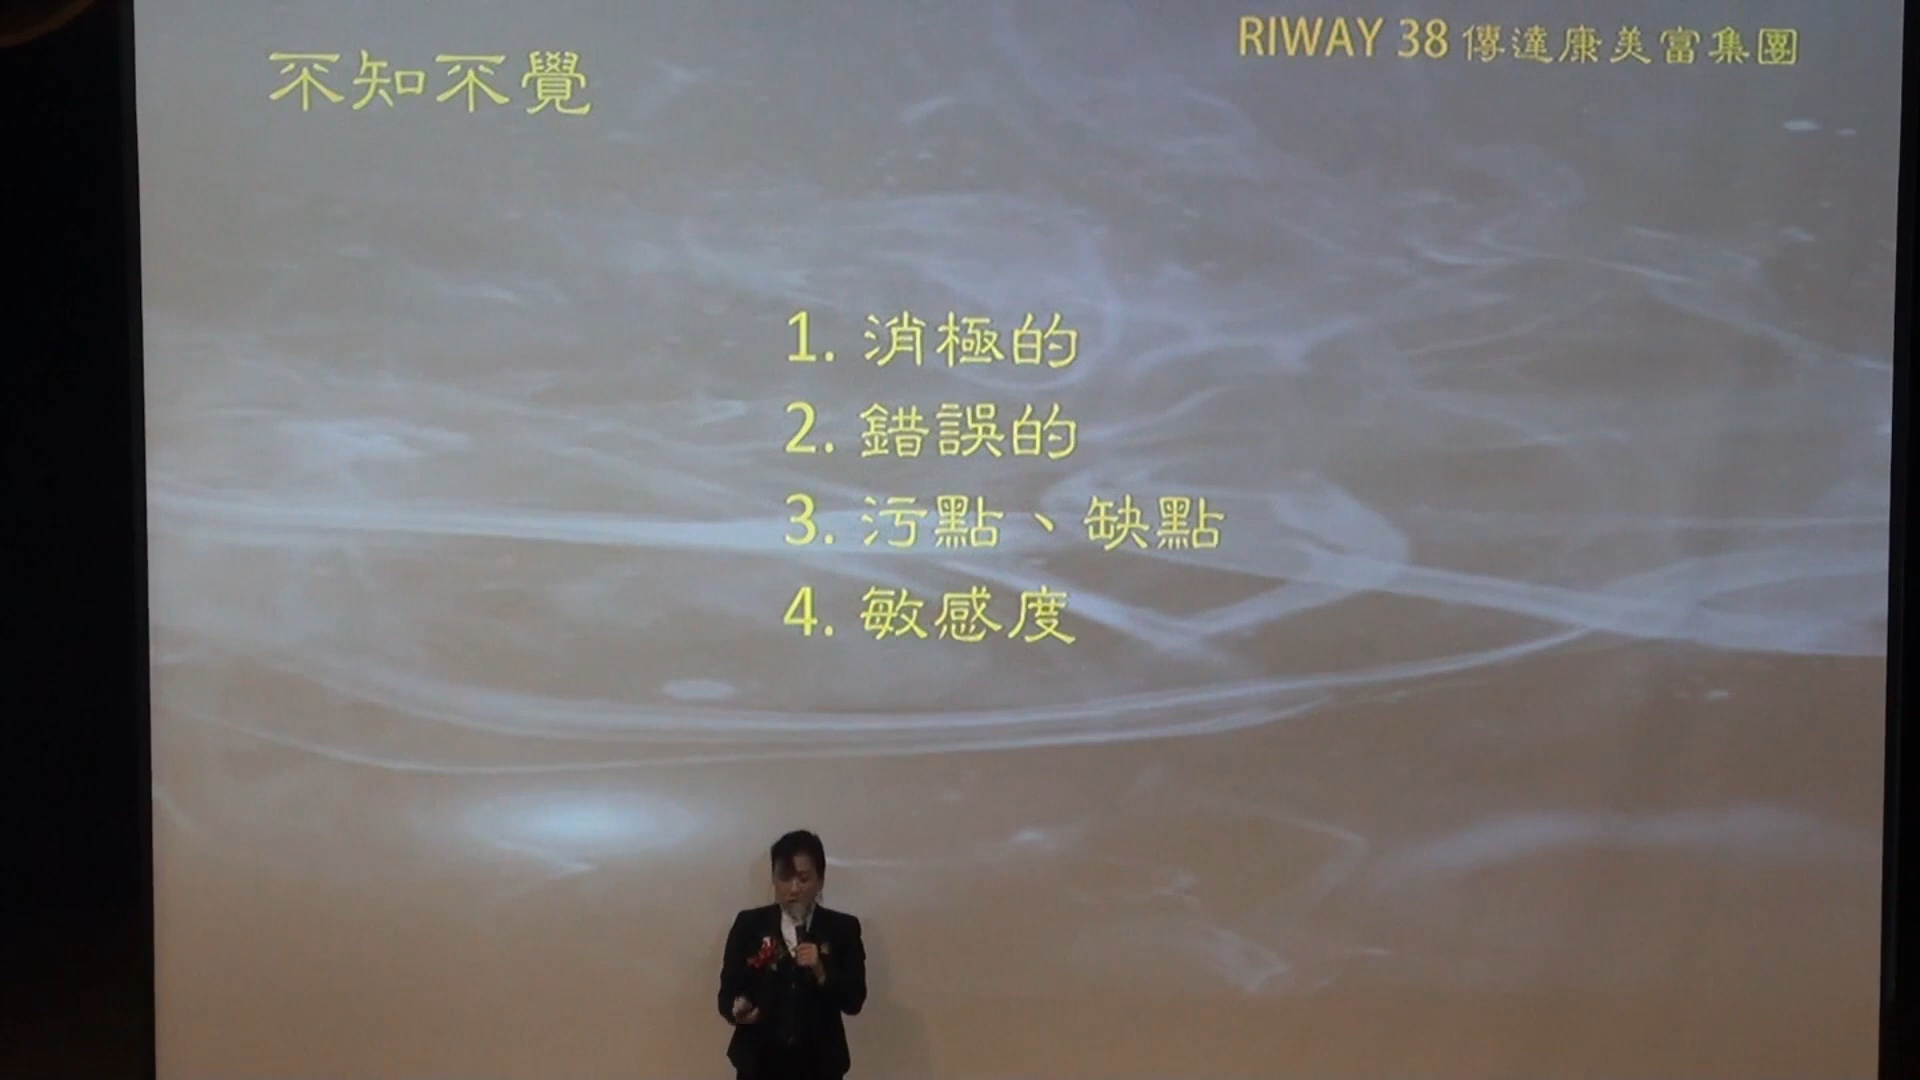 不知不覺
RIWAY 38 傳達康美富集團
1. 消極的
2. 錯誤的
3. 污點、缺點
4. 敏感度